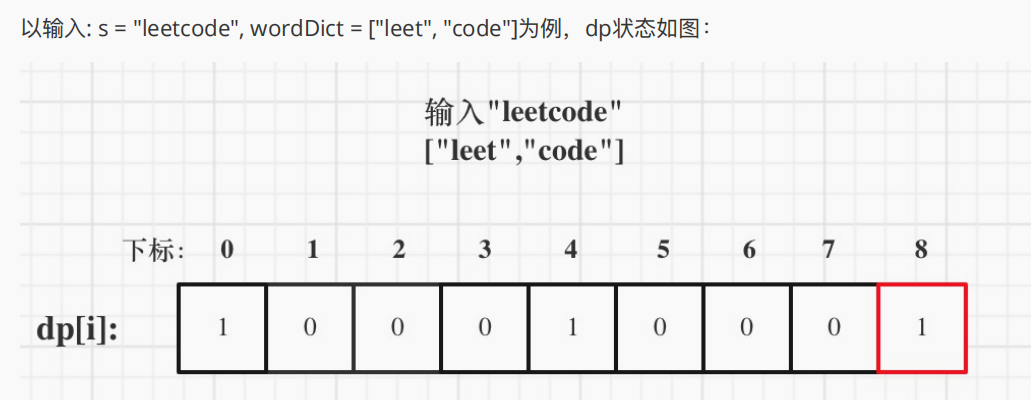 以输入: s = "leetcode", wordDict = ["leet", "code"]为例，dp状态如图：
输入"leetcode"
["leet","code"]
下标: 0 1 2 3 4 5 6 7 8
dp[i]: 1 0 0 0 1 0 0 0 1